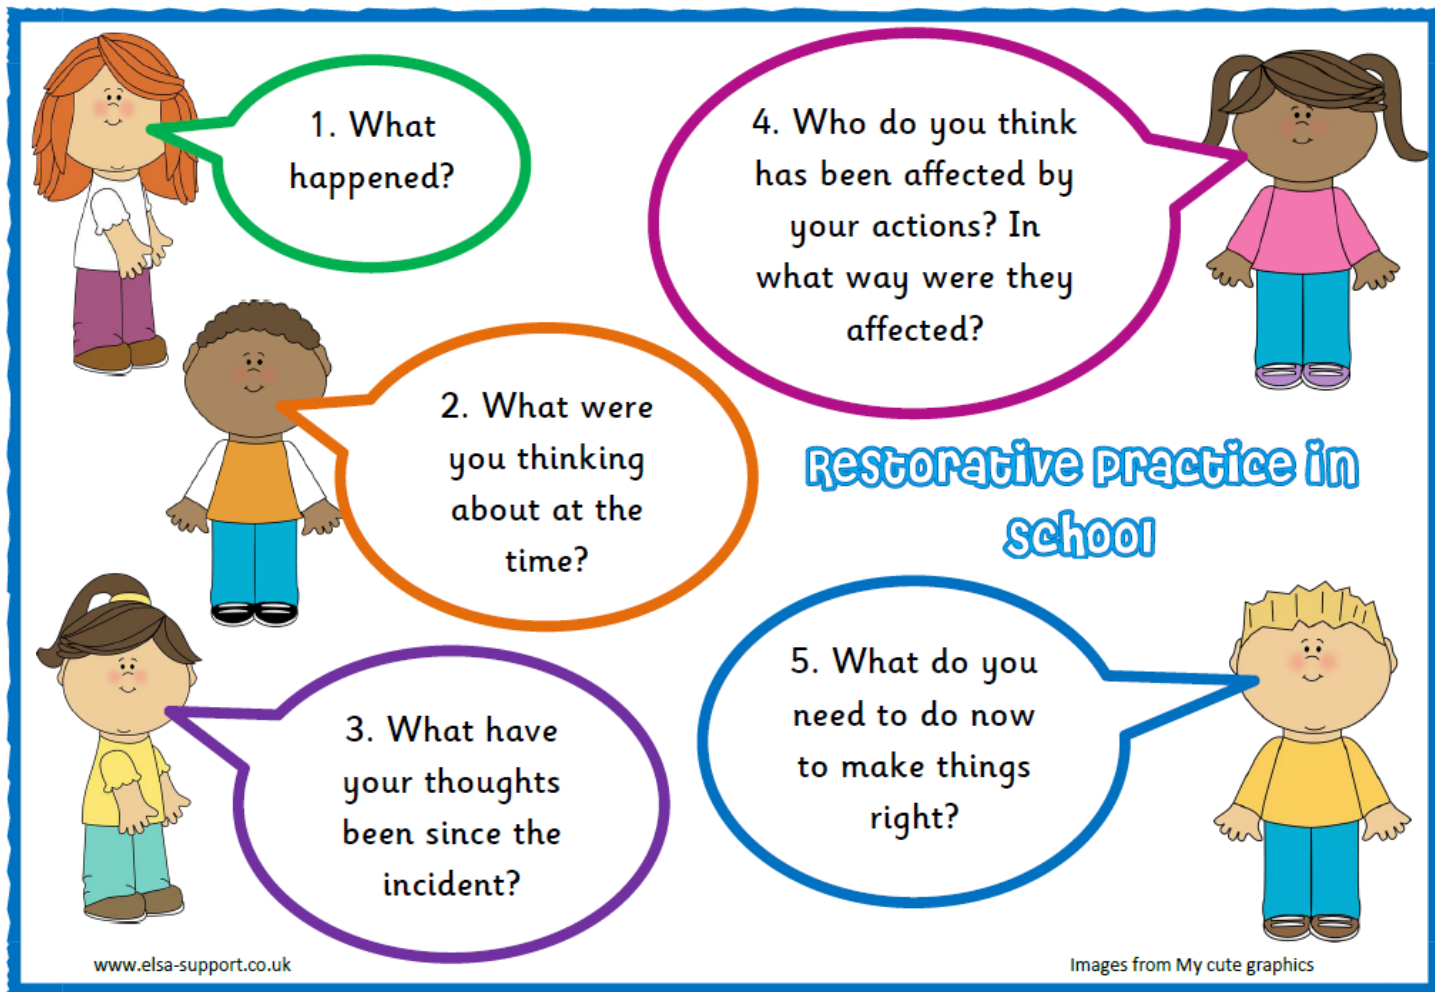 1. What
happened?
2. What were
you thinking
about at the
time?
3. What have
your thoughts
been since the
incident?
4. Who do you think
has been affected by
your actions? In
what way were they
affected?
Restorative practice in
school
5. What do you
need to do now
to make things
right?
www.elsa-support.co.uk
Images from My cute graphics